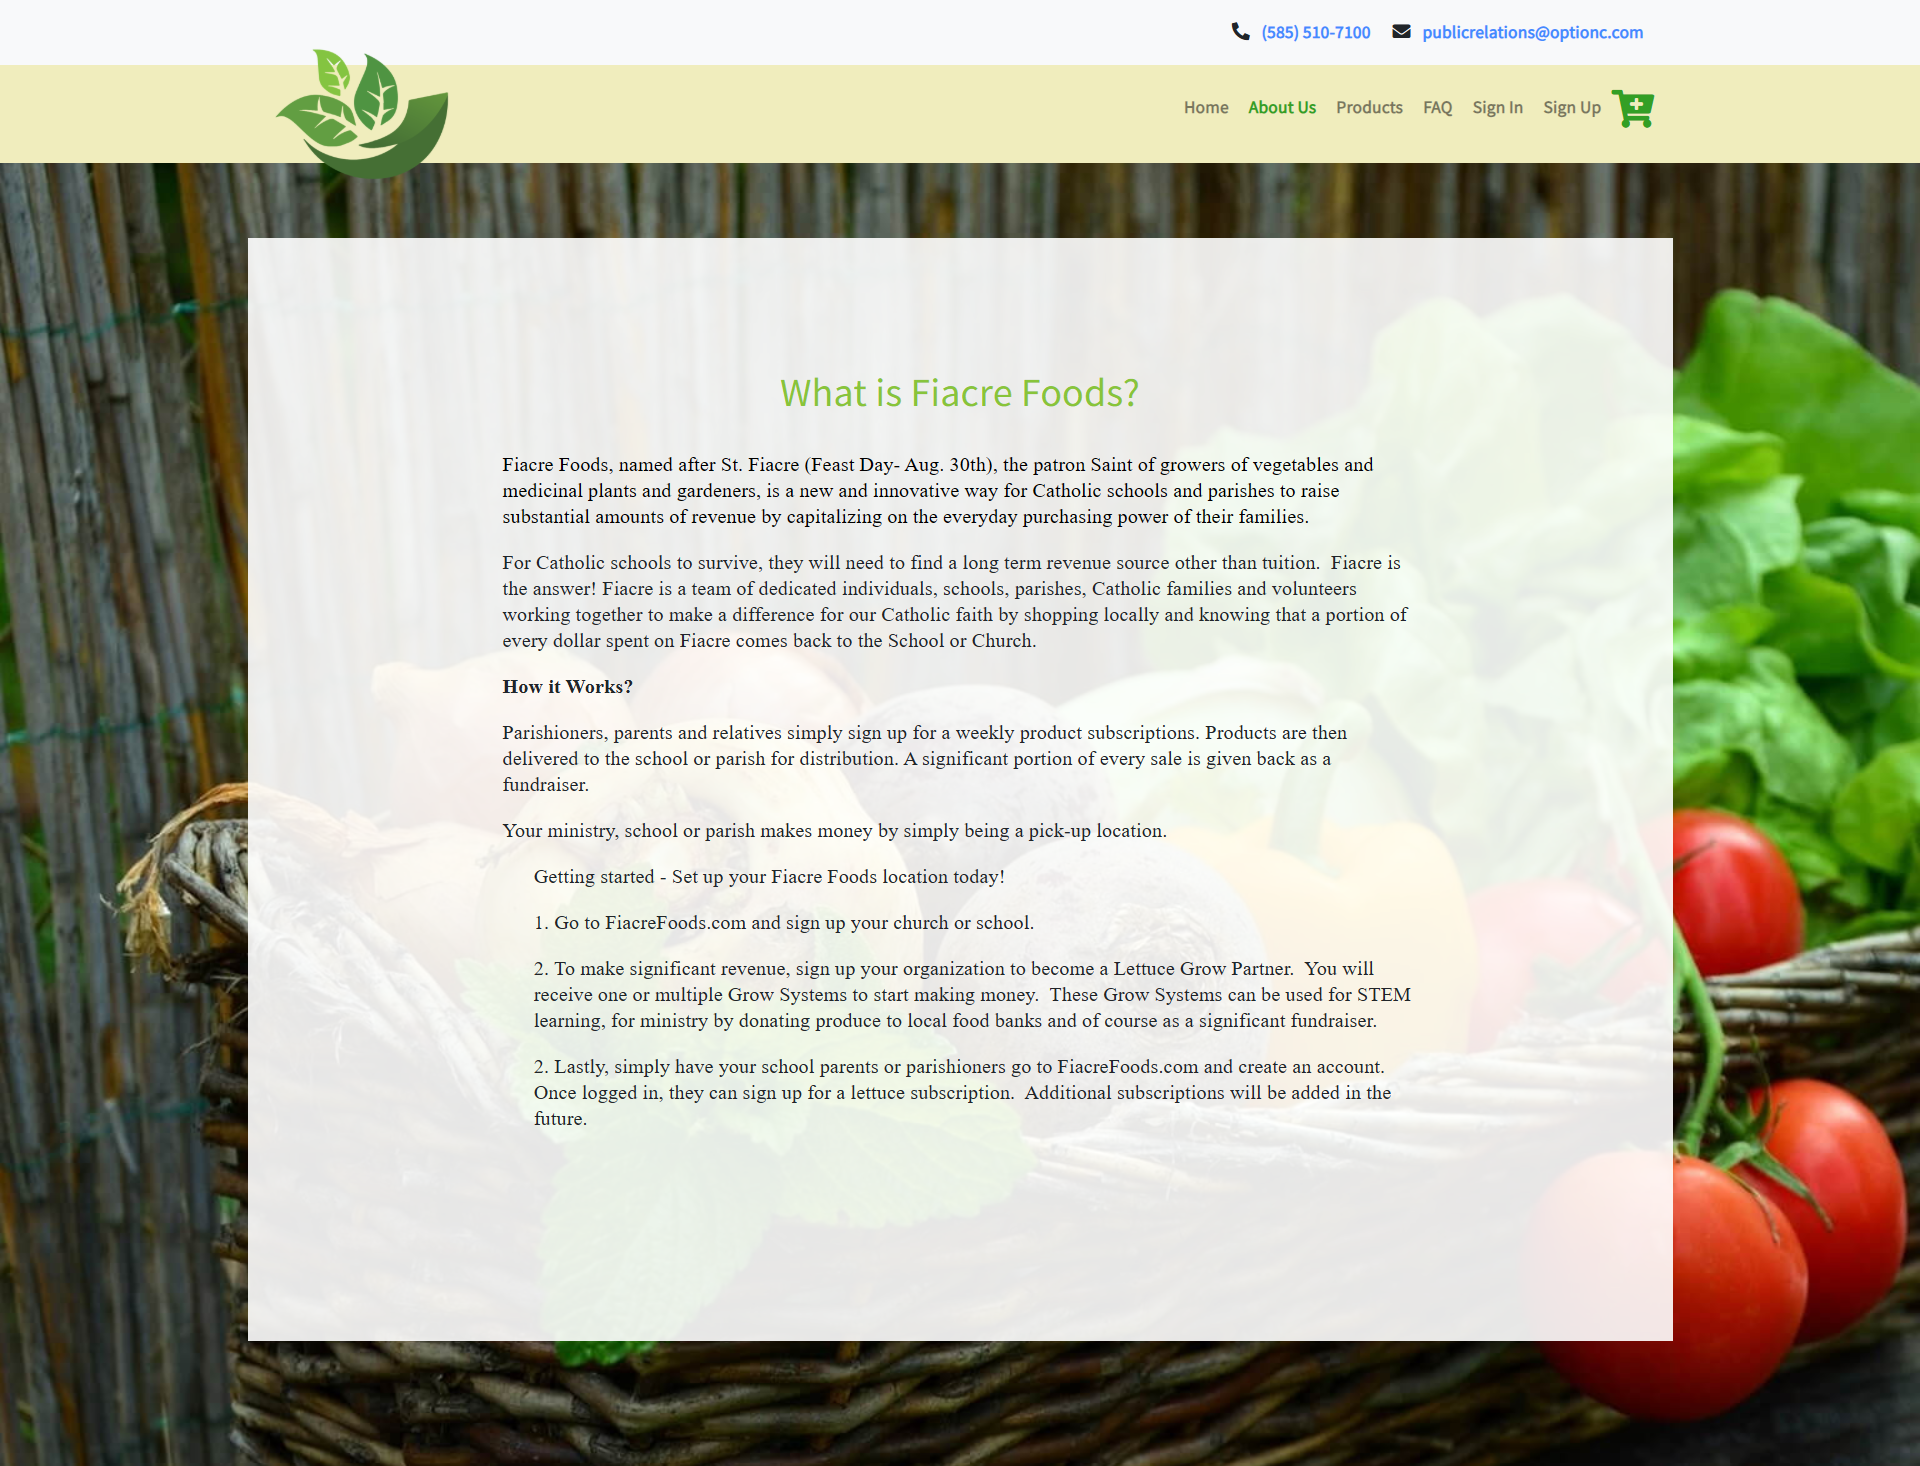 (585) 510-7100 publicrelations@optionc.com
Home About Us Products FAQ Sign In Sign Up
What is Fiacre Foods?
Fiacre Foods, named after St. Fiacre (Feast Day- Aug. 30th), the patron Saint of growers of vegetables and
medicinal plants and gardeners, is a new and innovative way for Catholic schools and parishes to raise
substantial amounts of revenue by capitalizing on the everyday purchasing power of their families.
For Catholic schools to survive, they will need to find a long term revenue source other than tuition.  Fiacre is
the answer! Fiacre is a team of dedicated individuals, schools, parishes, Catholic families and volunteers
working together to make a difference for our Catholic faith by shopping locally and knowing that a portion of
every dollar spent on Fiacre comes back to the School or Church.
How it Works?
Parishioners, parents and relatives simply sign up for a weekly product subscriptions. Products are then
delivered to the school or parish for distribution. A significant portion of every sale is given back as a
fundraiser.
Your ministry, school or parish makes money by simply being a pick-up location.
Getting started - Set up your Fiacre Foods location today!
1. Go to FiacreFoods.com and sign up your church or school.
2. To make significant revenue, sign up your organization to become a Lettuce Grow Partner.  You will
receive one or multiple Grow Systems to start making money.  These Grow Systems can be used for STEM
learning, for ministry by donating produce to local food banks and of course as a significant fundraiser.
2. Lastly, simply have your school parents or parishioners go to FiacreFoods.com and create an account.
Once logged in, they can sign up for a lettuce subscription.  Additional subscriptions will be added in the
future.